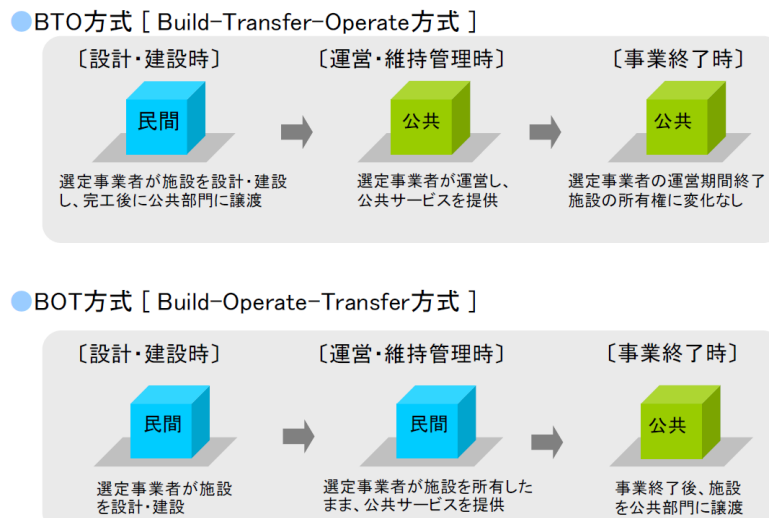 ●BTO方式 [ Build-Transfer-Operate方式 ]
〔設計・建設時〕 〔運営・維持管理時〕 〔事業終了時〕
民間 公共 公共
選定事業者が施設を設計・建設 選定事業者が運営し、 選定事業者の運営期間終了
し、完工後に公共部門に譲渡 公共サービスを提供 施設の所有権に変化なし
●BOT方式 [ Build-Operate-Transfer方式 ]
〔設計・建設時〕 〔運営・維持管理時〕 〔事業終了時〕
民間 民間 公共
選定事業者が施設 選定事業者が施設を所有した 事業終了後、施設
を設計・建設 まま、公共サービスを提供 を公共部門に譲渡